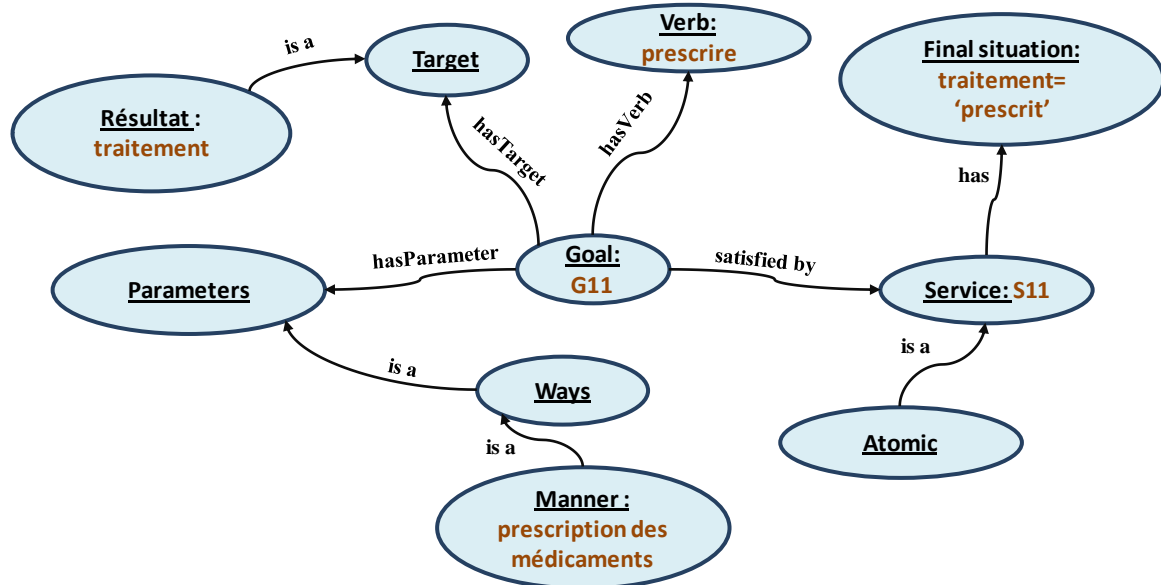 Verb:
prescrire
is a
Target
Final situation:
traitement=
‘prescrit’
Résultat :
traitement
hasTarget
hasVerb
has
hasParameter
Goal:
G11
satisfied by
Parameters
Service: S11
is a
is a
Ways
is a
Atomic
Manner :
prescription des
médicaments